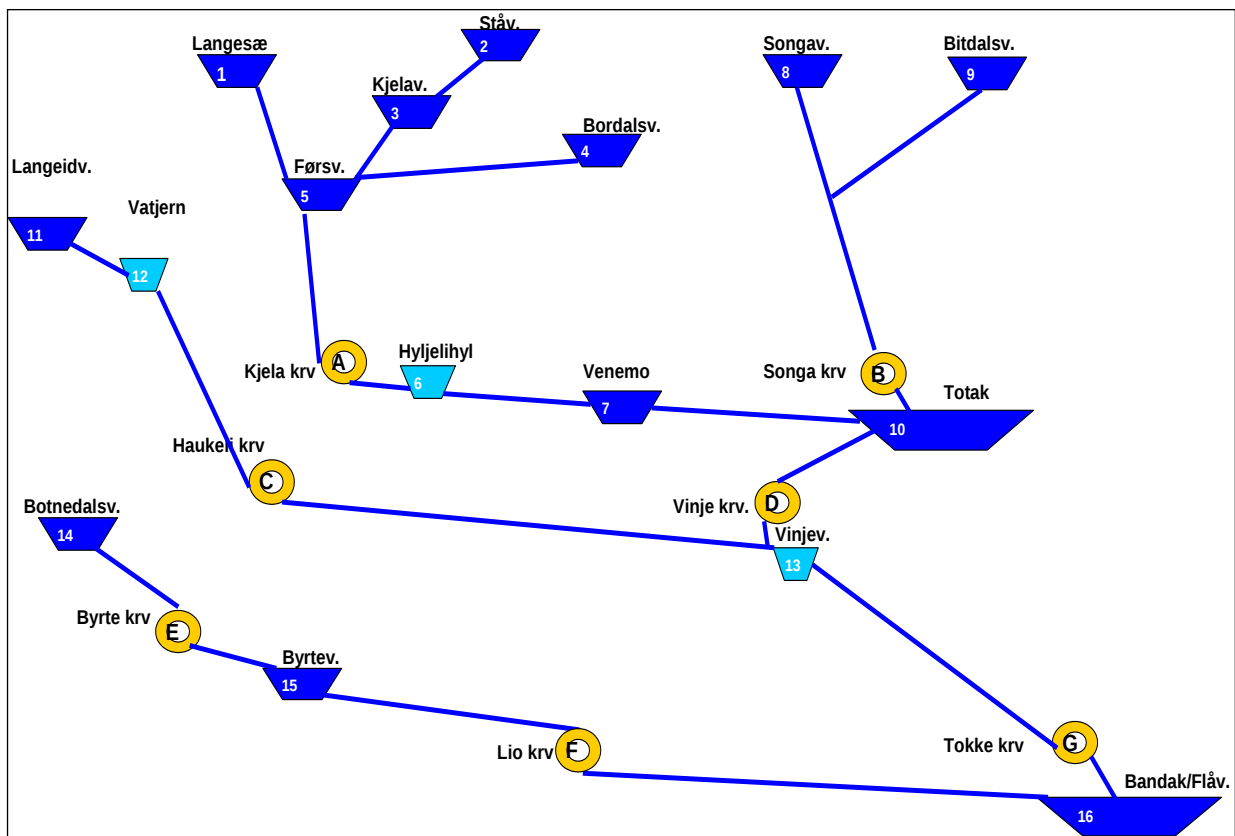 Ståv.
2
Langesæ
1
Songav.
8
Bitdalsv.
9
Kjelav.
3
Bordalsv.
4
Langeidv.
Førsv.
5
Vatjern
11
12
Hyljelihyl
6
Kjela krv
A
Venemo
7
Songa krv
B
Totak
10
Haukeli krv
C
Vinje krv.
D
Botnedalsv.
14
Vinjev.
13
Byrte krv
E
Byrtev.
15
Lio krv
F
Tokke krv
G
Bandak/Flåv.
16